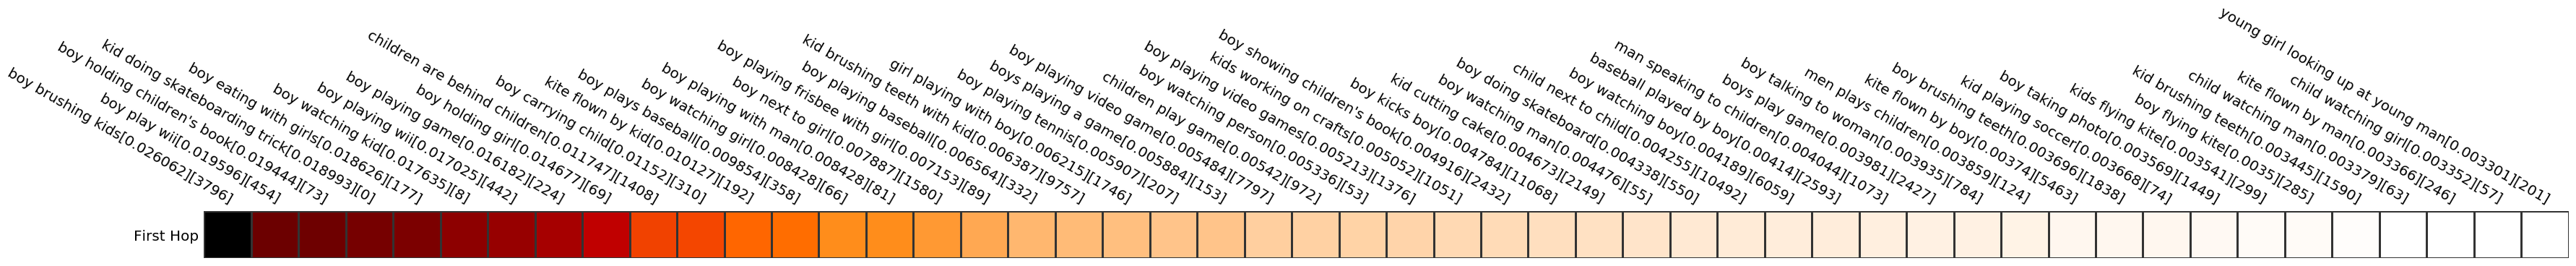 boy brushing kids[0.026062][3796]
boy play wii[0.019596][454]
boy holding children's book[0.019444][73]
kid doing skateboarding trick[0.018993][0]
boy eating with girls[0.018626][177]
boy watching kid[0.017635][8]
boy playing wii[0.017025][442]
boy playing game[0.016182][224]
boy holding girl[0.014677][69]
children are behind children[0.011747][1408]
boy carrying child[0.01152][310]
kite flown by kid[0.010127][192]
boy plays baseball[0.009854][358]
boy watching girl[0.008428][66]
boy playing with man[0.008428][81]
boy next to girl[0.007887][1580]
boy playing frisbee with girl[0.007153][89]
boy playing baseball[0.006564][332]
kid brushing teeth with kid[0.006387][9757]
girl playing with boy[0.006215][1746]
boy playing tennis[0.005907][207]
boys playing a game[0.005884][153]
boy playing video game[0.005484][7797]
children play game[0.00542][972]
boy watching person[0.005336][53]
boy playing video games[0.005213][1376]
kids working on crafts[0.005052][1051]
boy showing children's book[0.004916][2432]
boy kicks boy[0.004784][11068]
kid cutting cake[0.004673][2149]
boy watching man[0.004476][55]
boy doing skateboard[0.004338][550]
child next to child[0.004255][10492]
boy watching boy[0.004189][6059]
baseball played by boy[0.00414][2593]
man speaking to children[0.004044][1073]
boys play game[0.003981][2427]
boy talking to woman[0.003935][784]
men plays children[0.003859][124]
kite flown by boy[0.003774][5463]
boy brushing teeth[0.003696][1838]
kid playing soccer[0.003668][74]
boy taking photo[0.003569][1449]
kids flying kite[0.003541][299]
boy flying kite[0.0035][285]
kid brushing teeth[0.003445][1590]
child watching man[0.003379][63]
kite flown by man[0.003366][246]
child watching girl[0.003352][57]
young girl looking up at young man[0.003301][201]
First Hop